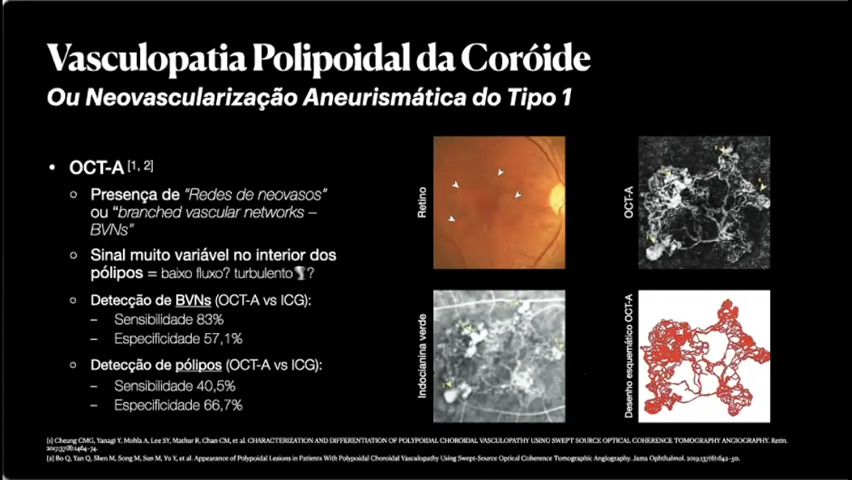 Vasculopatia Polipoidal da Coróide
Ou Neovascularização Aneurismática do Tipo 1
• OCT-A [1, 2]
○ Presença de "Redes de neovasos"
ou "branched vascular networks –
BVNs"
○ Sinal muito variável no interior dos
pólipos = baixo fluxo? turbulento🌪?
○ Detecção de BVNs (OCT-A vs ICG):
– Sensibilidade 83%
– Especificidade 57,1%
○ Detecção de pólipos (OCT-A vs ICG):
– Sensibilidade 40,5%
– Especificidade 66,7%
Retino
OCT-A
Indocianina verde
Desenho esquemático OCT-A
[1] Cheung CMG, Yanagi Y, Mohla A, Lee SY, Mathur R, Chan CM, et al. CHARACTERIZATION AND DIFFERENTIATION OF POLYPOIDAL CHOROIDAL VASCULOPATHY USING SWEPT SOURCE OPTICAL COHERENCE TOMOGRAPHY ANGIOGRAPHY. Retin.
2017;37(8):1464–74.
[2] Bo Q, Yan Q, Shen M, Song M, Sun M, Yu Y, et al. Appearance of Polypoidal Lesions in Patients With Polypoidal Choroidal Vasculopathy Using Swept-Source Optical Coherence Tomographic Angiography. Jama Ophthalmol. 2019;137(6):642–50.